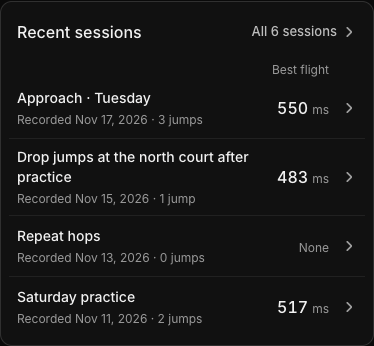 Recent sessions
All 6 sessions
Best flight
Approach · Tuesday
550 ms
Recorded Nov 17, 2026 · 3 jumps
Drop jumps at the north court after
practice
483 ms
Recorded Nov 15, 2026 · 1 jump
Repeat hops
None
Recorded Nov 13, 2026 · 0 jumps
Saturday practice
517 ms
Recorded Nov 11, 2026 · 2 jumps